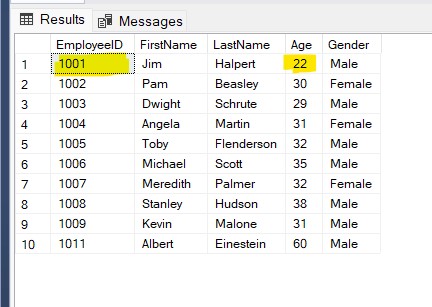 Results Messages
EmployeeID FirstName LastName Age Gender
1 1001 Jim Halpert 22 Male
2 1002 Pam Beasley 30 Female
3 1003 Dwight Schrute 29 Male
4 1004 Angela Martin 31 Female
5 1005 Toby Flenderson 32 Male
6 1006 Michael Scott 35 Male
7 1007 Meredith Palmer 32 Female
8 1008 Stanley Hudson 38 Male
9 1009 Kevin Malone 31 Male
10 1011 Albert Einestein 60 Male